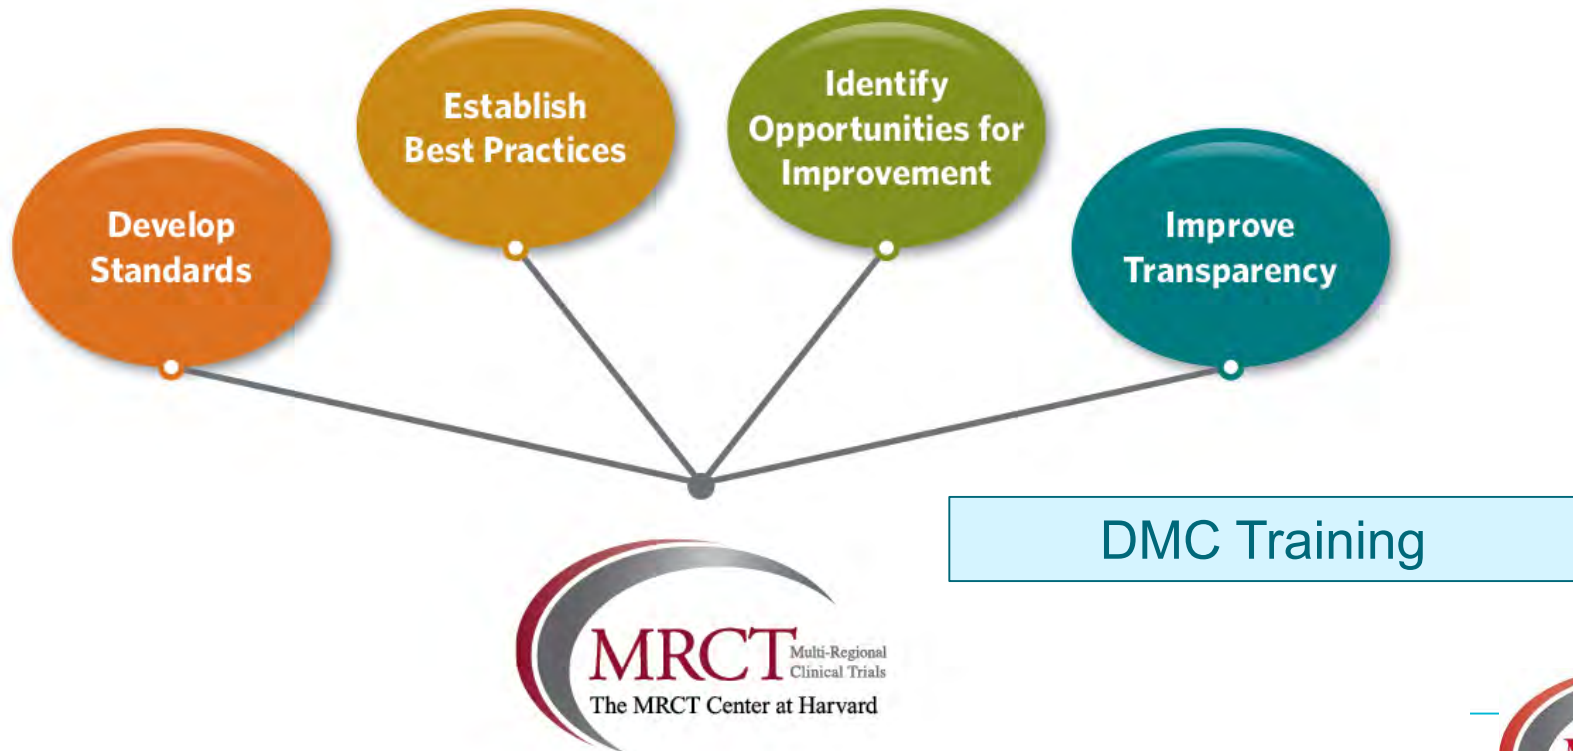 Develop
Standards
Establish
Best Practices
Identify
Opportunities for
Improvement
Improve
Transparency
DMC Training
MRCT
Multi-Regional
Clinical Trials
The MRCT Center at Harvard